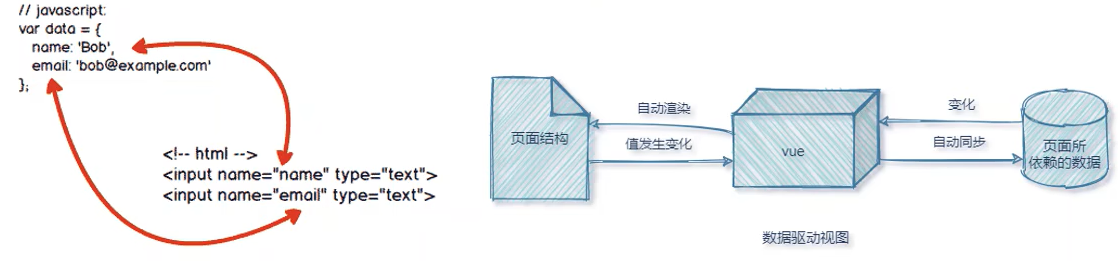 // javascript:
var data = {
name: 'Bob',
email: 'bob@example.com'
};
<!-- html -->
<input name="name" type="text">
<input name="email" type="text">
页面结构
自动渲染
值发生变化
vue
变化
自动同步
页面所
依赖的数据
数据驱动视图